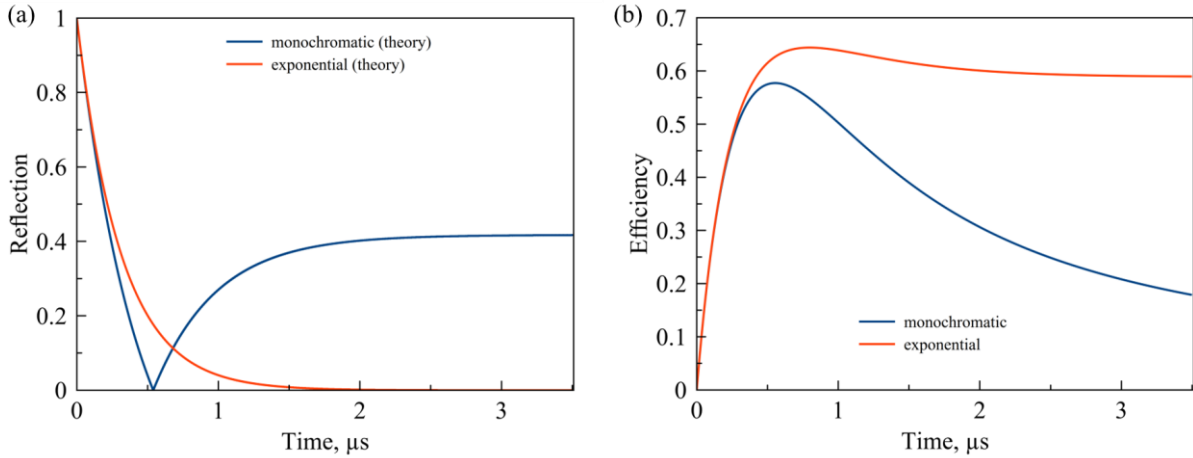 (a)
1
0.8
0.6
0.4
0.2
0
Reflection
monochromatic (theory)
exponential (theory)
0 1 2 3
Time, μs
(b)
0.7
0.6
0.5
0.4
0.3
0.2
0.1
0
Efficiency
monochromatic
exponential
0 1 2 3
Time, μs